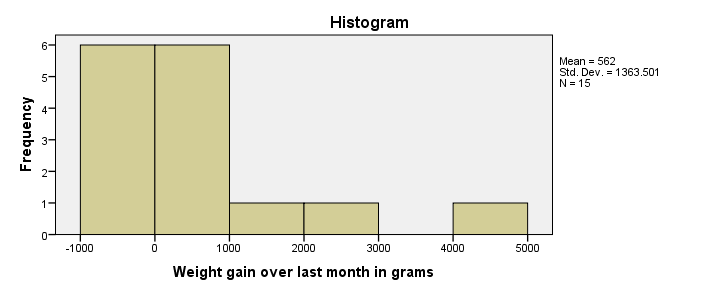 Histogram
Mean = 562
Std. Dev. = 1363.501
N = 15
Frequency
6
5
4
3
2
1
0
-1000 0 1000 2000 3000 4000 5000
Weight gain over last month in grams